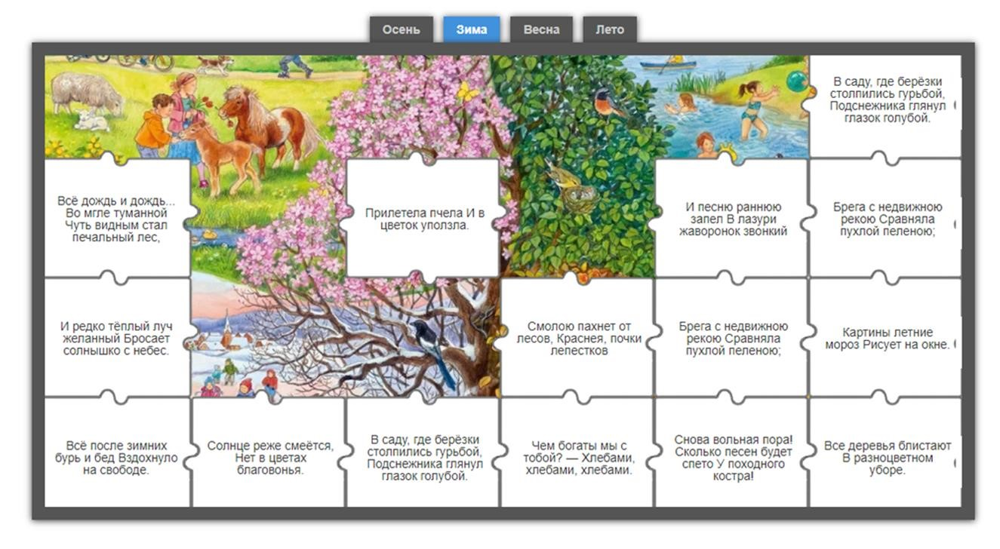 Осень Зима Весна Лето
В саду, где берёзки
столпились гурьбой,
Подснежника глянул
глазок голубой.
Всё дождь и дождь...
Во мгле туманной
Чуть видным стал
печальный лес,
Прилетела пчела И в
цветок уползла.
И песню раннюю
запел В лазури
жаворонок звонкий
Брега с недвижною
рекою Сравняла
пухлой пеленою;
И редко тёплый луч
желанный Бросает
солнышко с небес.
Смолою пахнет от
лесов, Краснея, почки
лепестков
Брега с недвижною
рекою Сравняла
пухлой пеленою;
Картины летние
мороз Рисует на окне.
Всё после зимних
бурь и бед Вздохнуло
на свободе.
Солнце реже смеётся,
Нет в цветах
благовонья.
В саду, где берёзки
столпились гурьбой,
Подснежника глянул
глазок голубой.
Чем богаты мы с
тобой? — Хлебами,
хлебами, хлебами.
Снова вольная пора!
Сколько песен будет
спето У походного
костра!
Все деревья блистают
В разноцветном
уборе.